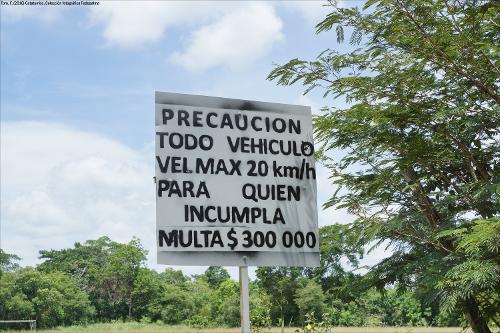 PRECAUCION
TODO VEHICULO
VEL MAX 20 km/h
PARA QUIEN
INCUMPLA
MULTA $ 300 000